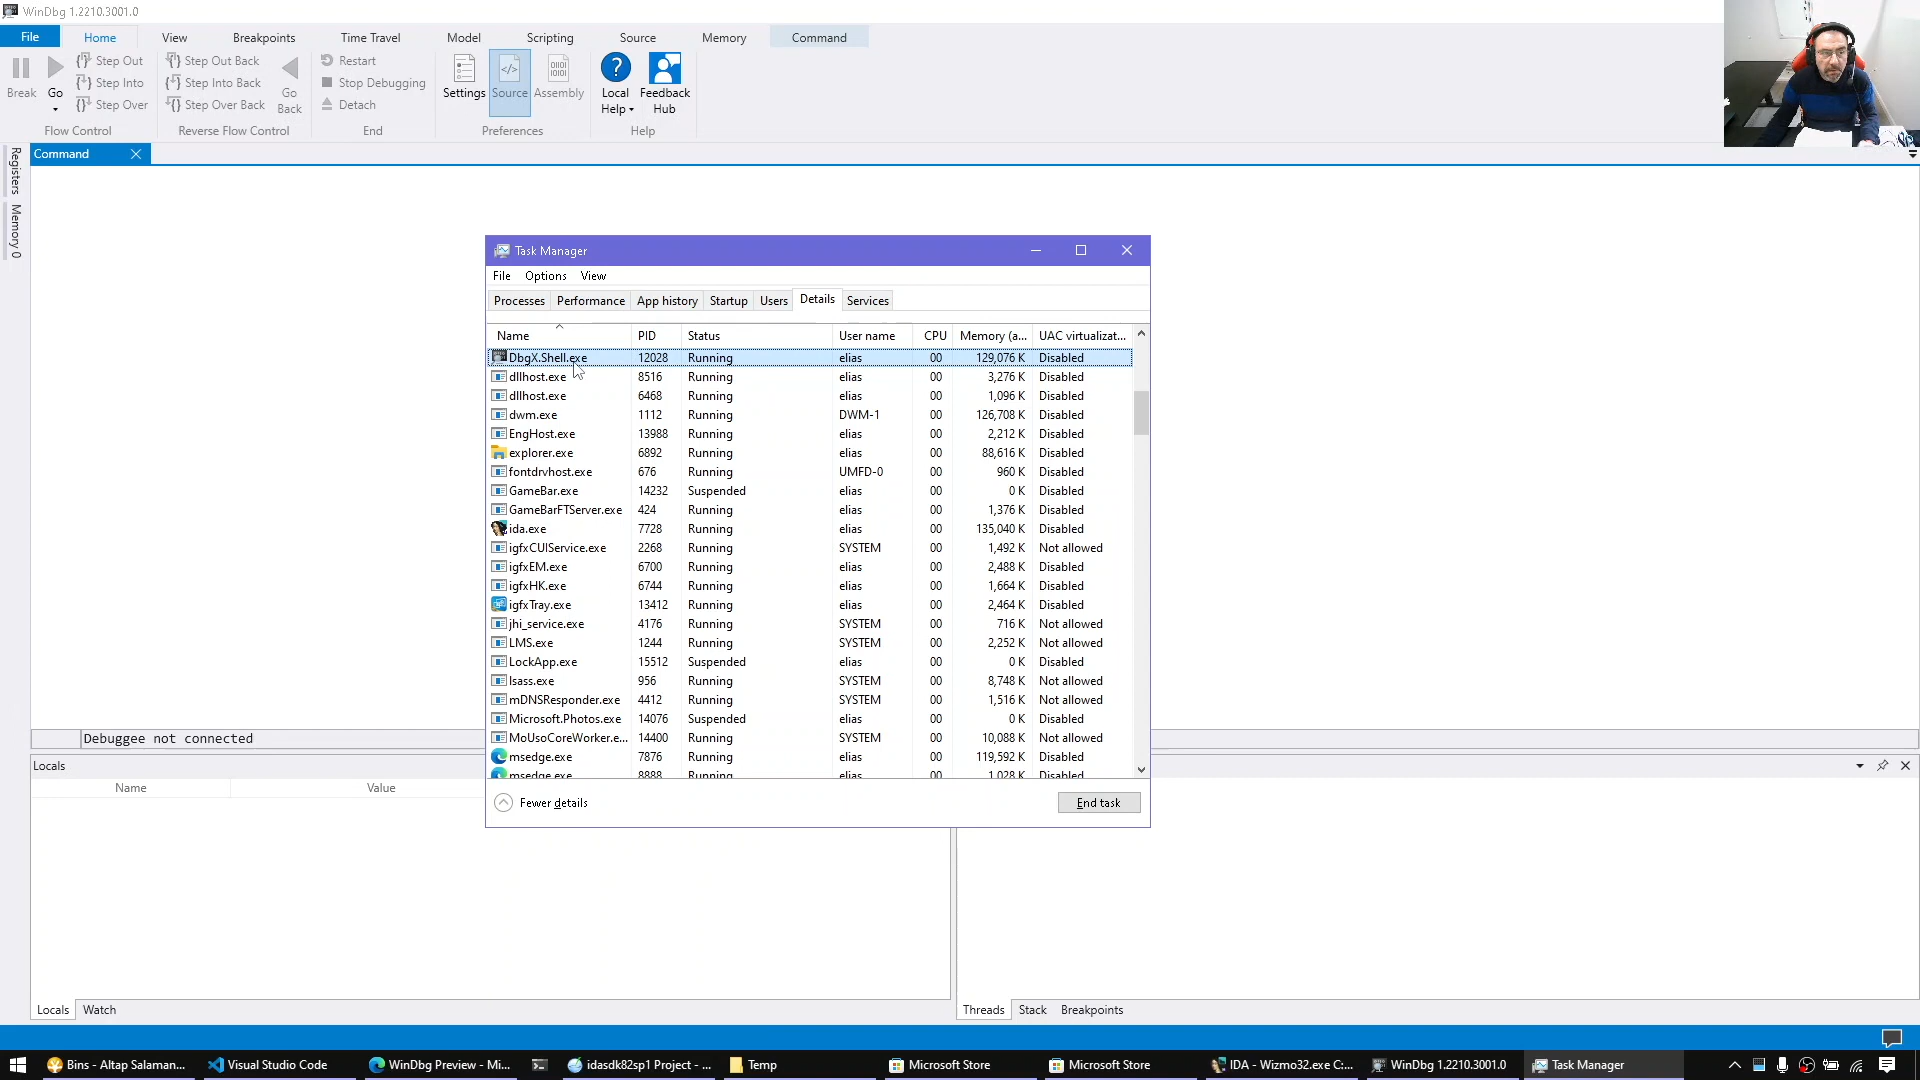 WinDbg 1.2210.3001.0
File Home View Breakpoints Time Travel Model Scripting Source Memory Command
Break
Go
Step Out
Step Into
Step Over
Flow Control
Step Out Back
Step Into Back
Step Over Back
Go Back
Reverse Flow Control
Restart
Stop Debugging
Detach
End
Settings
Source
Assembly
Preferences
Local Help
Feedback Hub
Help
Command
Registers
Memory 0
Task Manager
File Options View
Processes Performance App history Startup Users Details Services
Name PID Status User name CPU Memory (a... UAC virtualizat...
DbgX.Shell.exe 12028 Running elias 00 129,076 K Disabled
dllhost.exe 8516 Running elias 00 3,276 K Disabled
dllhost.exe 6468 Running elias 00 1,096 K Disabled
dwm.exe 1112 Running DWM-1 00 126,708 K Disabled
EngHost.exe 13988 Running elias 00 2,212 K Disabled
explorer.exe 6892 Running elias 00 88,616 K Disabled
fontdrvhost.exe 676 Running UMFD-0 00 960 K Disabled
GameBar.exe 14232 Suspended elias 00 0 K Disabled
GameBarFTServer.exe 424 Running elias 00 1,376 K Disabled
ida.exe 7728 Running elias 00 135,040 K Disabled
igfxCUIService.exe 2268 Running SYSTEM 00 1,492 K Not allowed
igfxEM.exe 6700 Running elias 00 2,488 K Disabled
igfxHK.exe 6744 Running elias 00 1,664 K Disabled
igfxTray.exe 13412 Running elias 00 2,464 K Disabled
jhi_service.exe 4176 Running SYSTEM 00 716 K Not allowed
LMS.exe 1244 Running SYSTEM 00 2,252 K Not allowed
LockApp.exe 15512 Suspended elias 00 0 K Disabled
lsass.exe 956 Running SYSTEM 00 8,748 K Not allowed
mDNSResponder.exe 4412 Running SYSTEM 00 1,516 K Not allowed
Microsoft.Photos.exe 14076 Suspended elias 00 0 K Disabled
MoUsoCoreWorker.e... 14400 Running SYSTEM 00 10,088 K Not allowed
msedge.exe 7876 Running elias 00 119,592 K Disabled
msedge.exe 8888 Running elias 00 1,028 K Disabled
Fewer details
End task
Debuggee not connected
Locals
Name Value
Locals Watch
Threads Stack Breakpoints
Bins - Altap Salaman... Visual Studio Code WinDbg Preview - Mi... idasdk82sp1 Project - ... Temp Microsoft Store Microsoft Store IDA - Wizmo32.exe C:... WinDbg 1.2210.3001.0 Task Manager